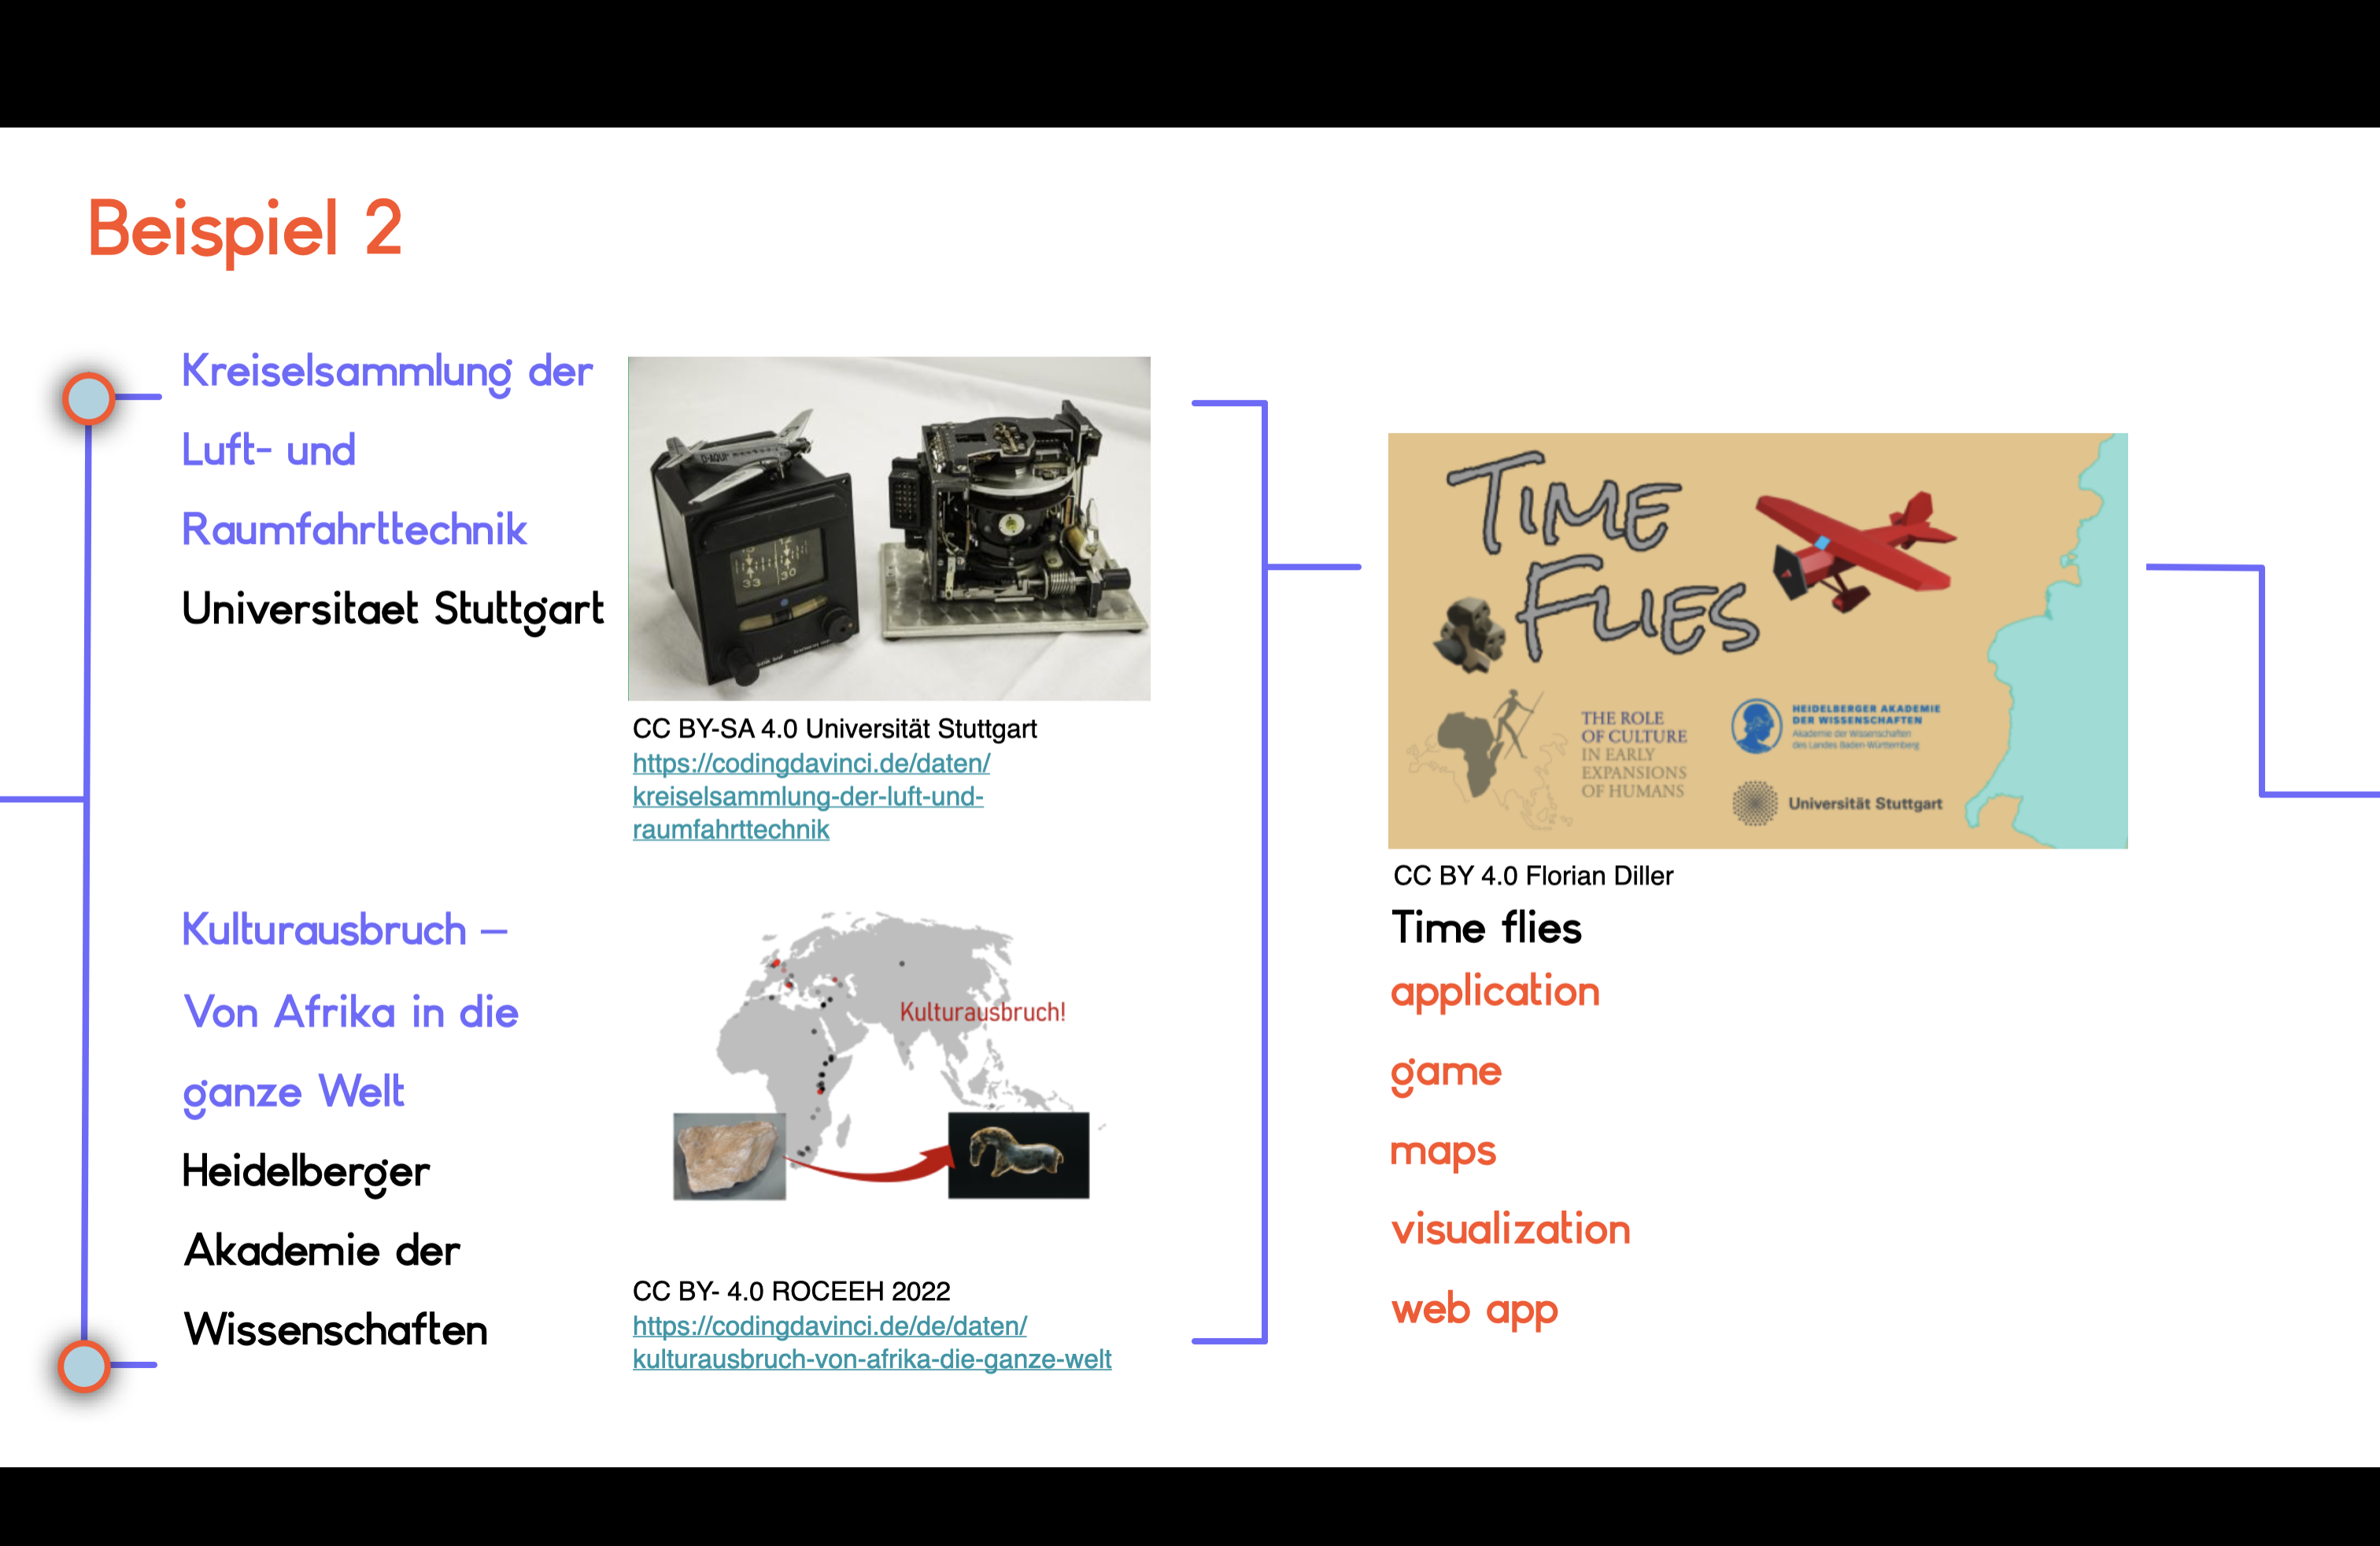 Beispiel 2
Kreiselsammlung der
Luft- und
Raumfahrttechnik
Universitaet Stuttgart
D-AQUI
33
30
CC BY-SA 4.0 Universität Stuttgart
https://codingdavinci.de/daten/
kreiselsammlung-der-luft-und-
raumfahrttechnik
Kulturausbruch –
Von Afrika in die
ganze Welt
Heidelberger
Akademie der
Wissenschaften
Kulturausbruch!
CC BY- 4.0 ROCEEH 2022
https://codingdavinci.de/de/daten/
kulturausbruch-von-afrika-die-ganze-welt
TIME
FLIES
THE ROLE
OF CULTURE
IN EARLY
EXPANSIONS
OF HUMANS
HEIDELBERGER AKADEMIE
DER WISSENSCHAFTEN
Akademie der Wissenschaften
des Landes Baden-Württemberg
Universität Stuttgart
CC BY 4.0 Florian Diller
Time flies
application
game
maps
visualization
web app